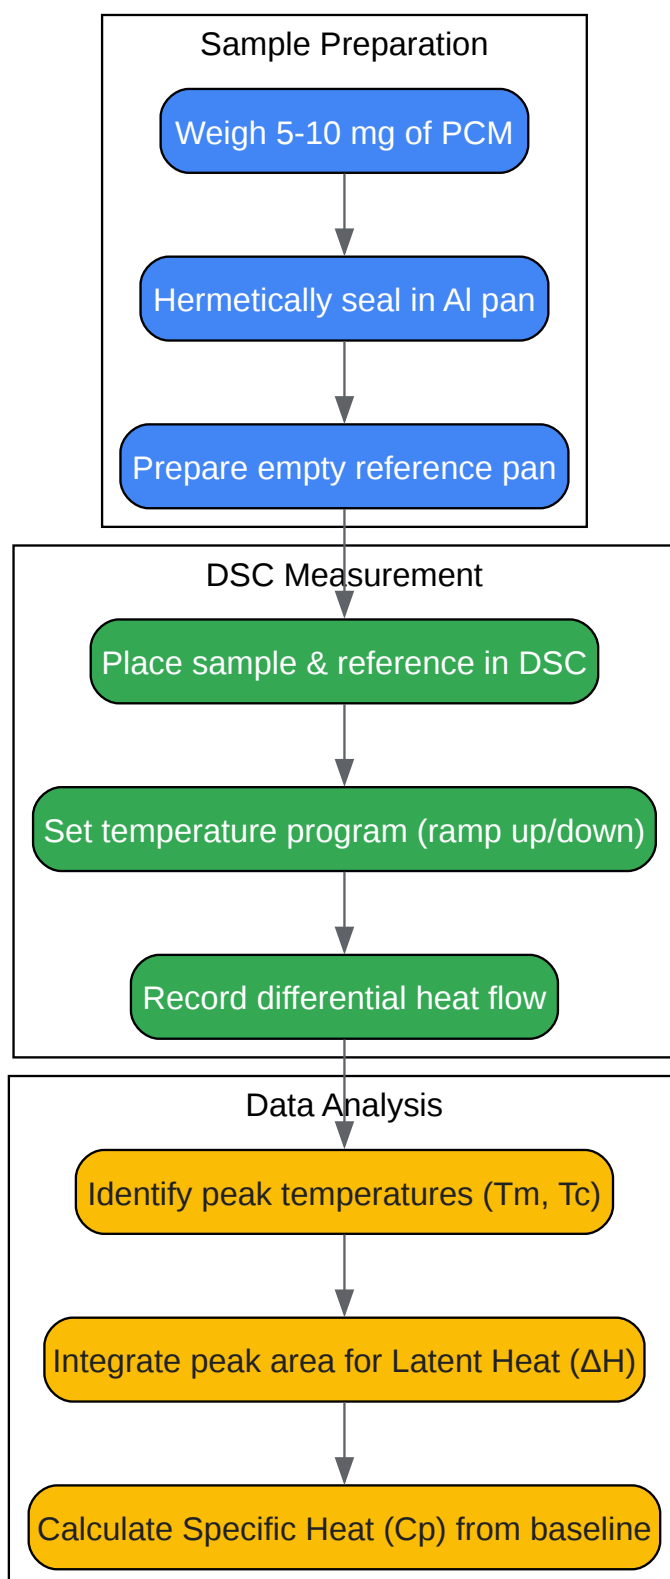 Sample Preparation
Weigh 5-10 mg of PCM
Hermetically seal in Al pan
Prepare empty reference pan
DSC Measurement
Place sample & reference in DSC
Set temperature program (ramp up/down)
Record differential heat flow
Data Analysis
Identify peak temperatures (Tm, Tc)
Integrate peak area for Latent Heat (ΔH)
Calculate Specific Heat (Cp) from baseline